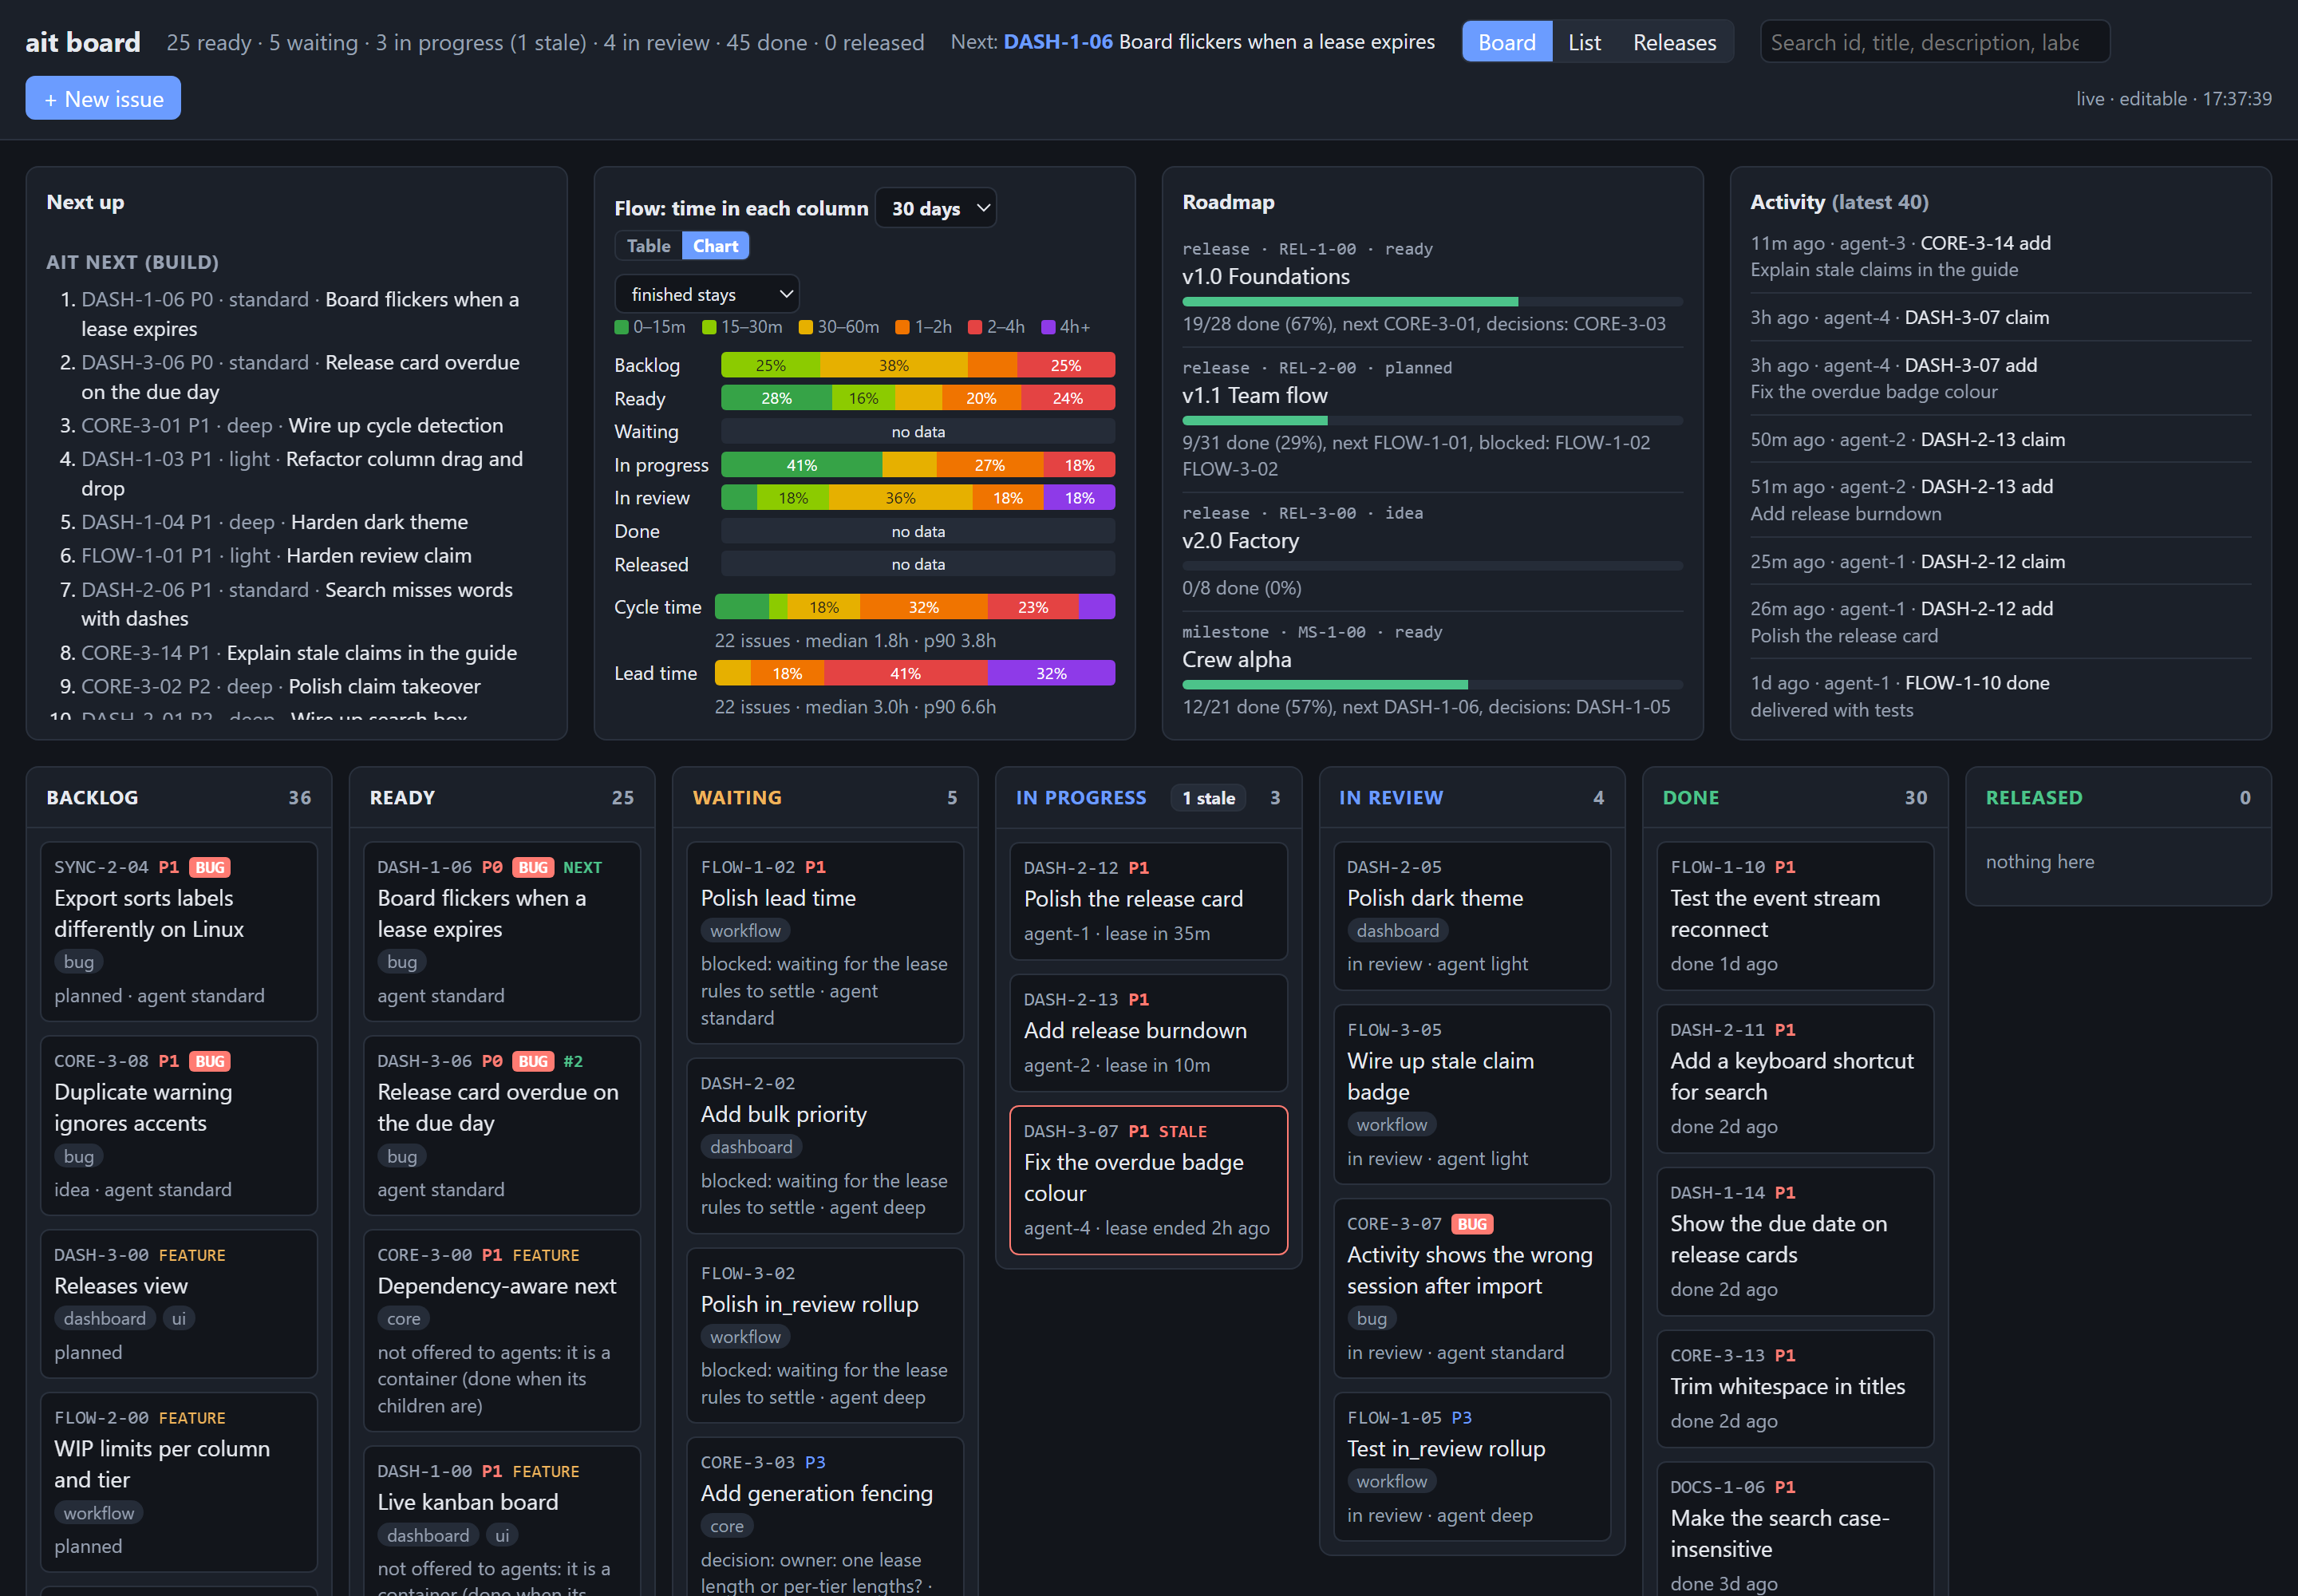 ait board
25 ready · 5 waiting · 3 in progress (1 stale) · 4 in review · 45 done · 0 released
Next: DASH-1-06 Board flickers when a lease expires
Board
List
Releases
Search id, title, description, labe
+ New issue
live · editable · 17:37:39
Next up
AIT NEXT (BUILD)
1. DASH-1-06 P0 · standard · Board flickers when a
lease expires
2. DASH-3-06 P0 · standard · Release card overdue
on the due day
3. CORE-3-01 P1 · deep · Wire up cycle detection
4. DASH-1-03 P1 · light · Refactor column drag and
drop
5. DASH-1-04 P1 · deep · Harden dark theme
6. FLOW-1-01 P1 · light · Harden review claim
7. DASH-2-06 P1 · standard · Search misses words
with dashes
8. CORE-3-14 P1 · Explain stale claims in the guide
9. CORE-3-02 P2 · deep · Polish claim takeover
10. DASH-2-01 P2 · deep · Wire up search box
Flow: time in each column 30 days
Table
Chart
finished stays
0–15m 15–30m 30–60m 1–2h 2–4h 4h+
Backlog 25% 38% 25%
Ready 28% 16% 20% 24%
Waiting no data
In progress 41% 27% 18%
In review 18% 36% 18% 18%
Done no data
Released no data
Cycle time 18% 32% 23%
22 issues · median 1.8h · p90 3.8h
Lead time 18% 41% 32%
22 issues · median 3.0h · p90 6.6h
Roadmap
release · REL-1-00 · ready
v1.0 Foundations
19/28 done (67%), next CORE-3-01, decisions: CORE-3-03
release · REL-2-00 · planned
v1.1 Team flow
9/31 done (29%), next FLOW-1-01, blocked: FLOW-1-02
FLOW-3-02
release · REL-3-00 · idea
v2.0 Factory
0/8 done (0%)
milestone · MS-1-00 · ready
Crew alpha
12/21 done (57%), next DASH-1-06, decisions: DASH-1-05
Activity (latest 40)
11m ago · agent-3 · CORE-3-14 add
Explain stale claims in the guide
3h ago · agent-4 · DASH-3-07 claim
3h ago · agent-4 · DASH-3-07 add
Fix the overdue badge colour
50m ago · agent-2 · DASH-2-13 claim
51m ago · agent-2 · DASH-2-13 add
Add release burndown
25m ago · agent-1 · DASH-2-12 claim
26m ago · agent-1 · DASH-2-12 add
Polish the release card
1d ago · agent-1 · FLOW-1-10 done
delivered with tests
BACKLOG 36
SYNC-2-04 P1 BUG
Export sorts labels
differently on Linux
bug
planned · agent standard
CORE-3-08 P1 BUG
Duplicate warning
ignores accents
bug
idea · agent standard
DASH-3-00 FEATURE
Releases view
dashboard ui
planned
FLOW-2-00 FEATURE
WIP limits per column
and tier
workflow
planned
READY 25
DASH-1-06 P0 BUG NEXT
Board flickers when a
lease expires
bug
agent standard
DASH-3-06 P0 BUG #2
Release card overdue on
the due day
bug
agent standard
CORE-3-00 P1 FEATURE
Dependency-aware next
core
not offered to agents: it is a
container (done when its
children are)
DASH-1-00 P1 FEATURE
Live kanban board
dashboard ui
not offered to agents: it is a
container (done when its
WAITING 5
FLOW-1-02 P1
Polish lead time
workflow
blocked: waiting for the lease
rules to settle · agent
standard
DASH-2-02
Add bulk priority
dashboard
blocked: waiting for the lease
rules to settle · agent deep
FLOW-3-02
Polish in_review rollup
workflow
blocked: waiting for the lease
rules to settle · agent deep
CORE-3-03 P3
Add generation fencing
core
decision: owner: one lease
length or per-tier lengths? ·
IN PROGRESS 1 stale 3
DASH-2-12 P1
Polish the release card
agent-1 · lease in 35m
DASH-2-13 P1
Add release burndown
agent-2 · lease in 10m
DASH-3-07 P1 STALE
Fix the overdue badge
colour
agent-4 · lease ended 2h ago
IN REVIEW 4
DASH-2-05
Polish dark theme
dashboard
in review · agent light
FLOW-3-05
Wire up stale claim
badge
workflow
in review · agent light
CORE-3-07 BUG
Activity shows the wrong
session after import
bug
in review · agent standard
FLOW-1-05 P3
Test in_review rollup
workflow
in review · agent deep
DONE 30
FLOW-1-10 P1
Test the event stream
reconnect
done 1d ago
DASH-2-11 P1
Add a keyboard shortcut
for search
done 2d ago
DASH-1-14 P1
Show the due date on
release cards
done 2d ago
CORE-3-13 P1
Trim whitespace in titles
done 2d ago
DOCS-1-06 P1
Make the search case-
insensitive
done 3d ago
RELEASED 0
nothing here